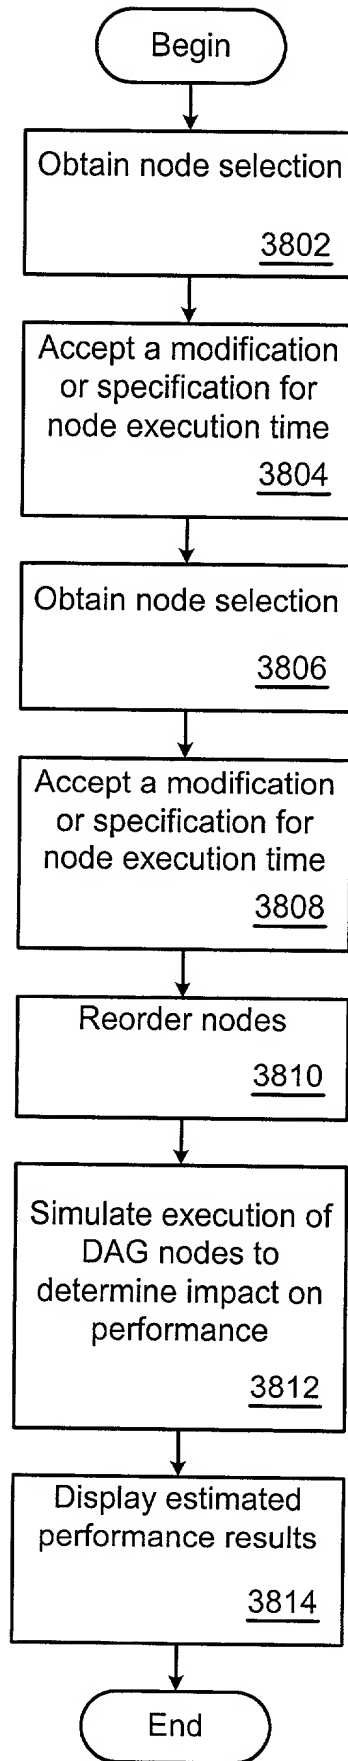 Begin
Obtain node selection
3802
Accept a modification
or specification for
node execution time
3804
Obtain node selection
3806
Accept a modification
or specification for
node execution time
3808
Reorder nodes
3810
Simulate execution of
DAG nodes to
determine impact on
performance
3812
Display estimated
performance results
3814
End